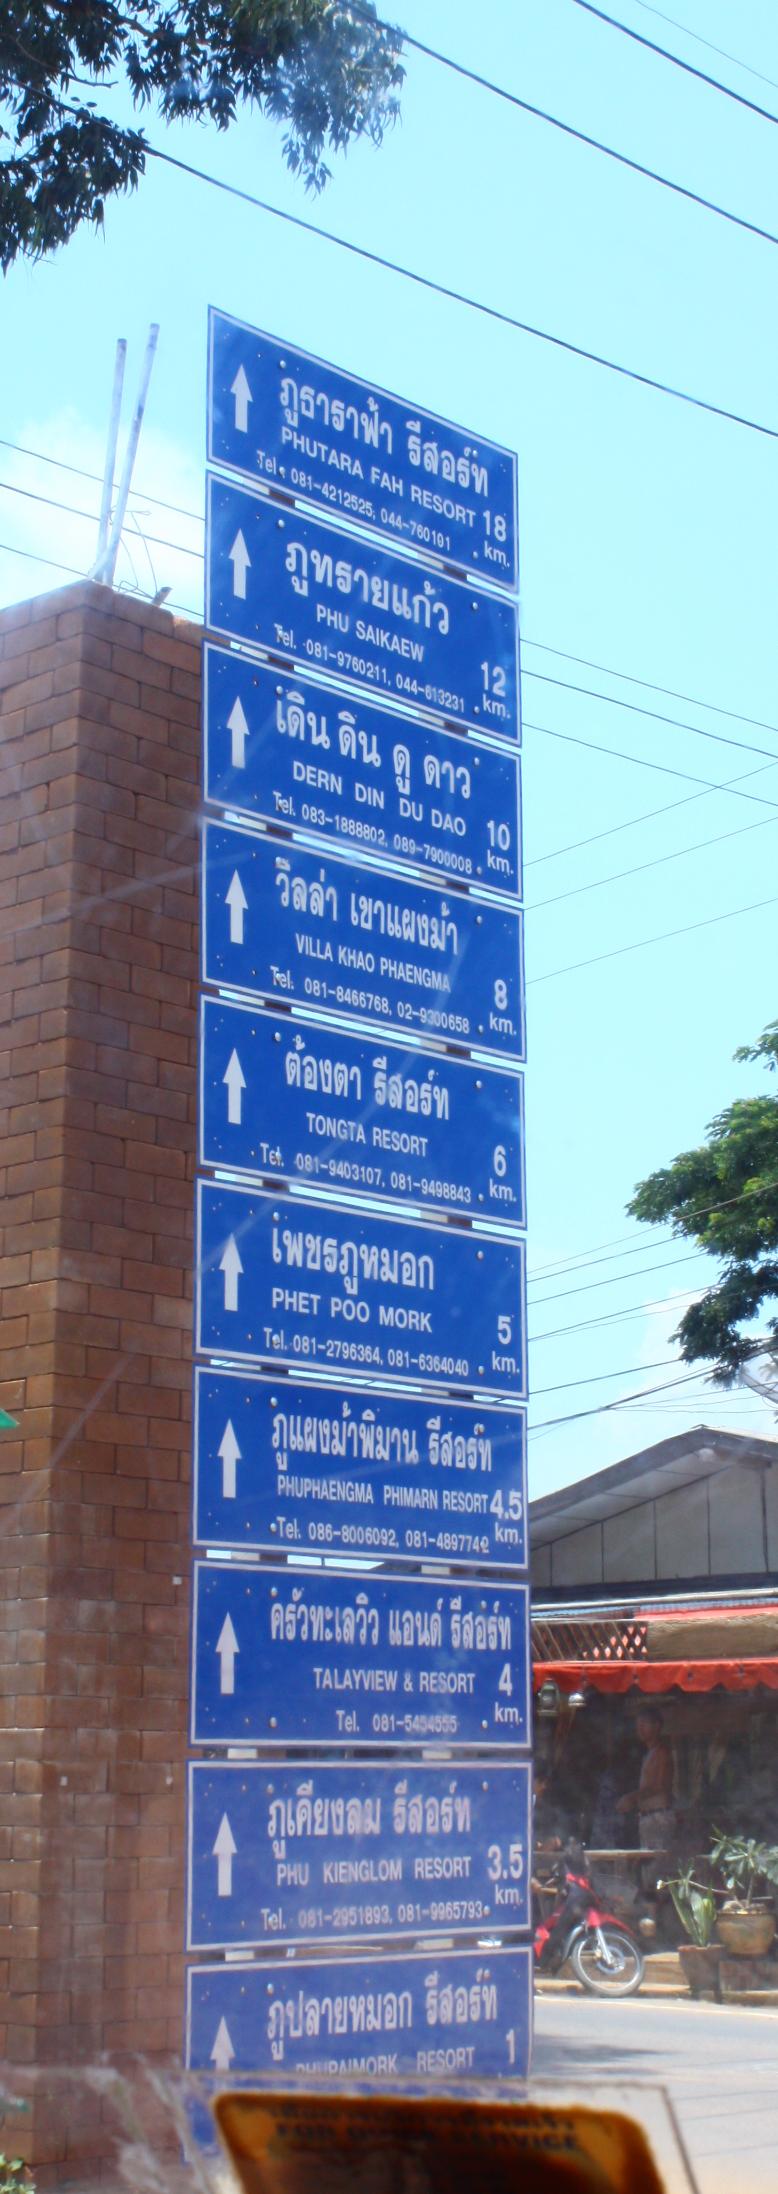 ภูธาราฟ้า รีสอร์ท
PHUTARA FAH RESORT 18 km.
Tel. 081-4212525, 044-760191
ภูทรายแก้ว
PHU SAIKAEW 12 km.
Tel. 081-9760211, 044-613231
เดิน ดิน ดู ดาว
DERN DIN DU DAO 10 km.
Tel. 083-1888802, 089-7900008
วิลล่า เขาแผงม้า
VILLA KHAO PHAENGMA 8 km.
Tel. 081-8466768, 02-9300658
ต้องตา รีสอร์ท
TONGTA RESORT 6 km.
Tel. 081-9403107, 081-9498843
เพชรภูหมอก
PHET POO MORK 5 km.
Tel. 081-2796364, 081-6364040
ภูแผงม้าพิมาน รีสอร์ท
PHUPHAENGMA PHIMARN RESORT 4.5 km.
Tel. 086-8006092, 081-4897742
ครัวทะเลวิว แอนด์ รีสอร์ท
TALAYVIEW & RESORT 4 km.
Tel. 081-5454555
ภูเคียงลม รีสอร์ท
PHU KIENGLOM RESORT 3.5 km.
Tel. 081-2951893, 081-9965793
ภูปลายหมอก รีสอร์ท
PHUPAIMORK RESORT 1